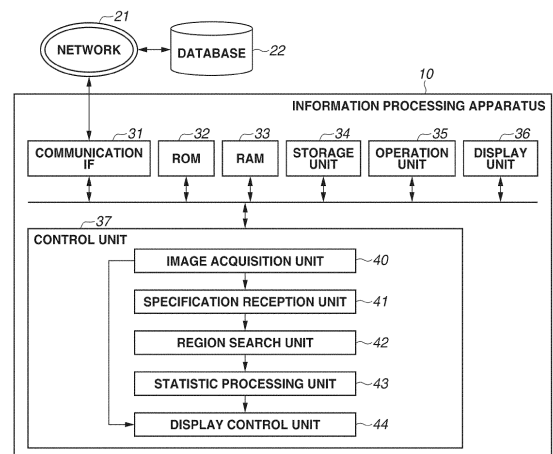 21
NETWORK
DATABASE
22
10
INFORMATION PROCESSING APPARATUS
31
COMMUNICATION
IF
32
ROM
33
RAM
34
STORAGE
UNIT
35
OPERATION
UNIT
36
DISPLAY
UNIT
37
CONTROL UNIT
IMAGE ACQUISITION UNIT
40
SPECIFICATION RECEPTION UNIT
41
REGION SEARCH UNIT
42
STATISTIC PROCESSING UNIT
43
DISPLAY CONTROL UNIT
44